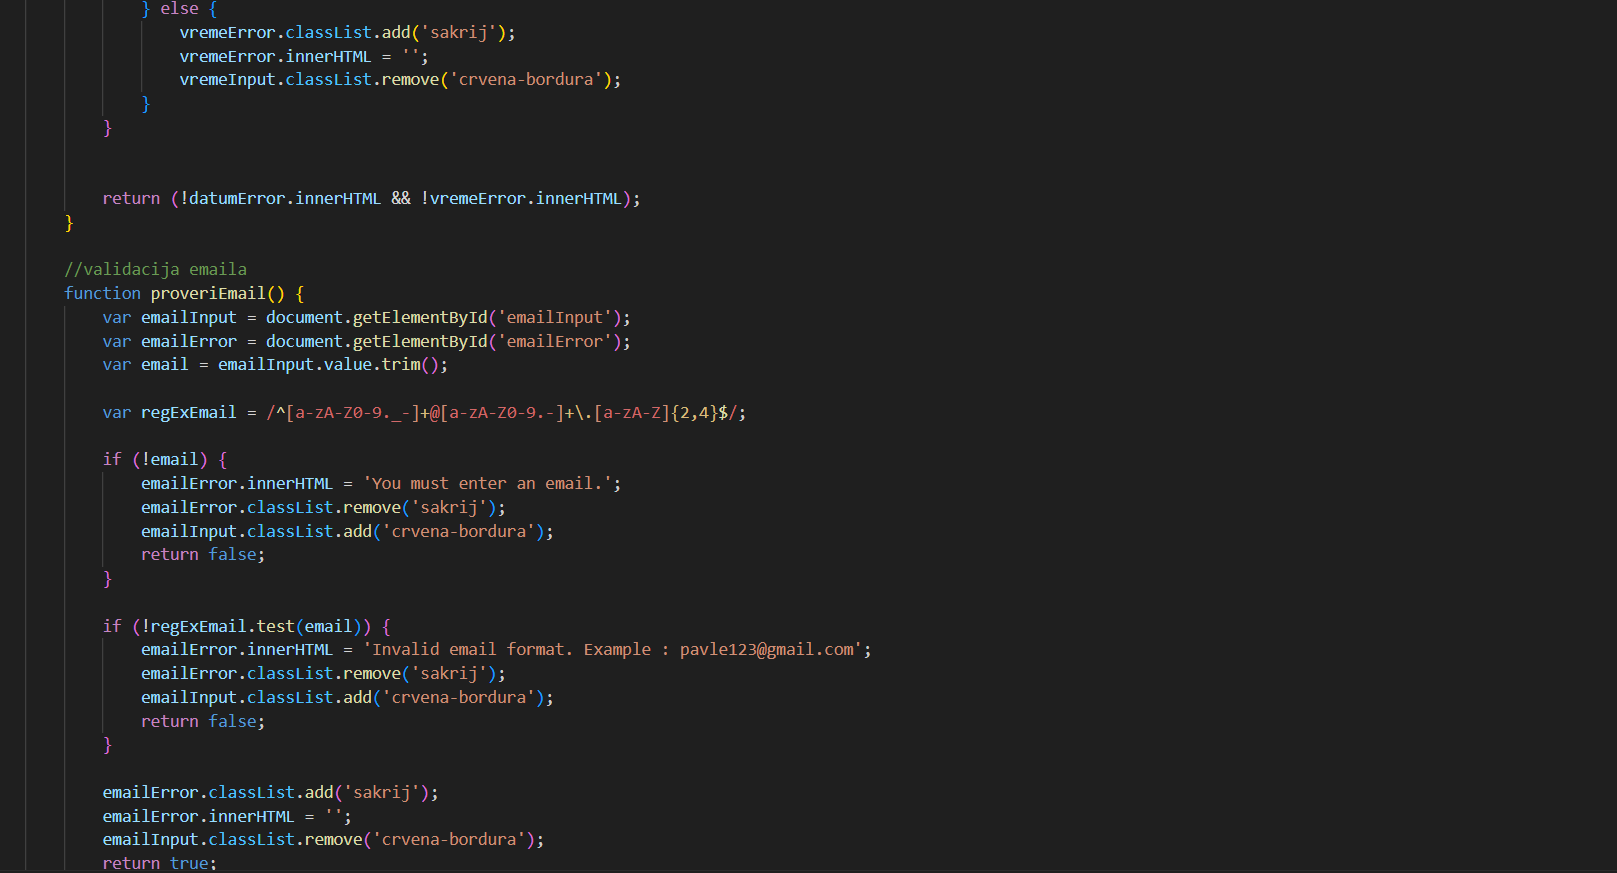 } else {
vremeError.classList.add('sakrij');
vremeError.innerHTML = '';
vremeInput.classList.remove('crvena-bordura');
}
}
return (!datumError.innerHTML && !vremeError.innerHTML);
}
//validacija emaila
function proveriEmail() {
var emailInput = document.getElementById('emailInput');
var emailError = document.getElementById('emailError');
var email = emailInput.value.trim();
var regExEmail = /^[a-zA-Z0-9._-]+@[a-zA-Z0-9.-]+\.[a-zA-Z]{2,4}$/;
if (!email) {
emailError.innerHTML = 'You must enter an email.';
emailError.classList.remove('sakrij');
emailInput.classList.add('crvena-bordura');
return false;
}
if (!regExEmail.test(email)) {
emailError.innerHTML = 'Invalid email format. Example : pavle123@gmail.com';
emailError.classList.remove('sakrij');
emailInput.classList.add('crvena-bordura');
return false;
}
emailError.classList.add('sakrij');
emailError.innerHTML = '';
emailInput.classList.remove('crvena-bordura');
return true;